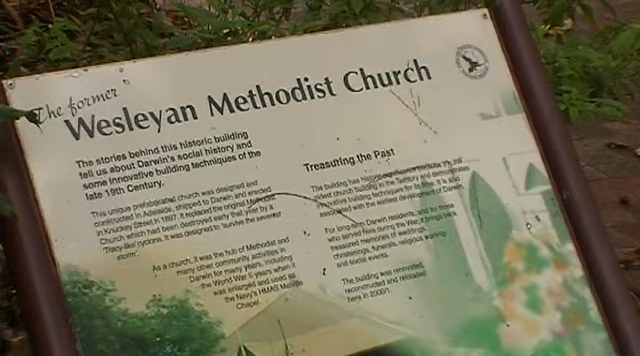 The former
Wesleyan Methodist Church
The stories behind this historic building
tell us about Darwin's social history and
some innovative building techniques of the
late 19th Century.
This unique prefabricated church was designed and
constructed in Adelaide, shipped to Darwin and erected
in Knuckey Street in 1897. It replaced the original Methodist
Church which had been destroyed early that year by a
'Tracy-like' cyclone. It was designed to 'survive the severest
storm'.
As a church, it was the hub of Methodist and
many other community activities in
Darwin for many years, including
the World War II years when it
was enlarged and used as
the Navy's HMAS Melville
Chapel.
Treasuring the Past
The building has historic significance
oldest church building in the Territory and demonstrates
innovative building techniques for its time. It is also
associated with the earliest development of Darwin.
For long-term Darwin residents, and for those
who served here during the War, it brings back
treasured memories of weddings,
christenings, funerals, religious worship
and social events.
The building was renovated,
reconstructed and relocated
here in 2000/1.